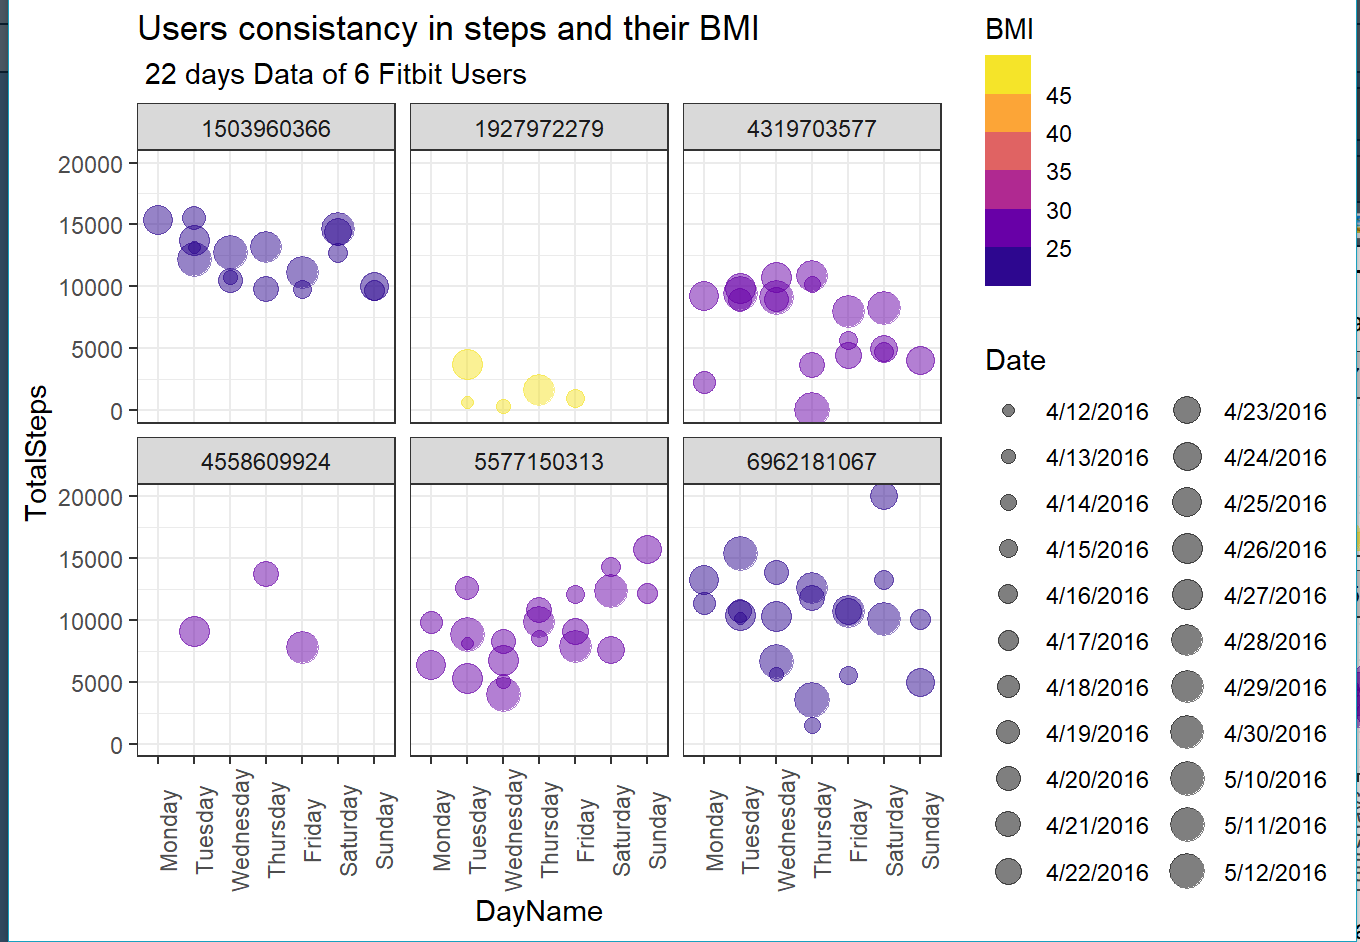 Users consistancy in steps and their BMI
22 days Data of 6 Fitbit Users
1503960366
1927972279
4319703577
20000
15000
10000
5000
0
4558609924
5577150313
6962181067
20000
15000
10000
5000
0
TotalSteps
Monday
Tuesday
Wednesday
Thursday
Friday
Saturday
Sunday
Monday
Tuesday
Wednesday
Thursday
Friday
Saturday
Sunday
Monday
Tuesday
Wednesday
Thursday
Friday
Saturday
Sunday
DayName
BMI
45
40
35
30
25
Date
4/12/2016
4/13/2016
4/14/2016
4/15/2016
4/16/2016
4/17/2016
4/18/2016
4/19/2016
4/20/2016
4/21/2016
4/22/2016
4/23/2016
4/24/2016
4/25/2016
4/26/2016
4/27/2016
4/28/2016
4/29/2016
4/30/2016
5/10/2016
5/11/2016
5/12/2016